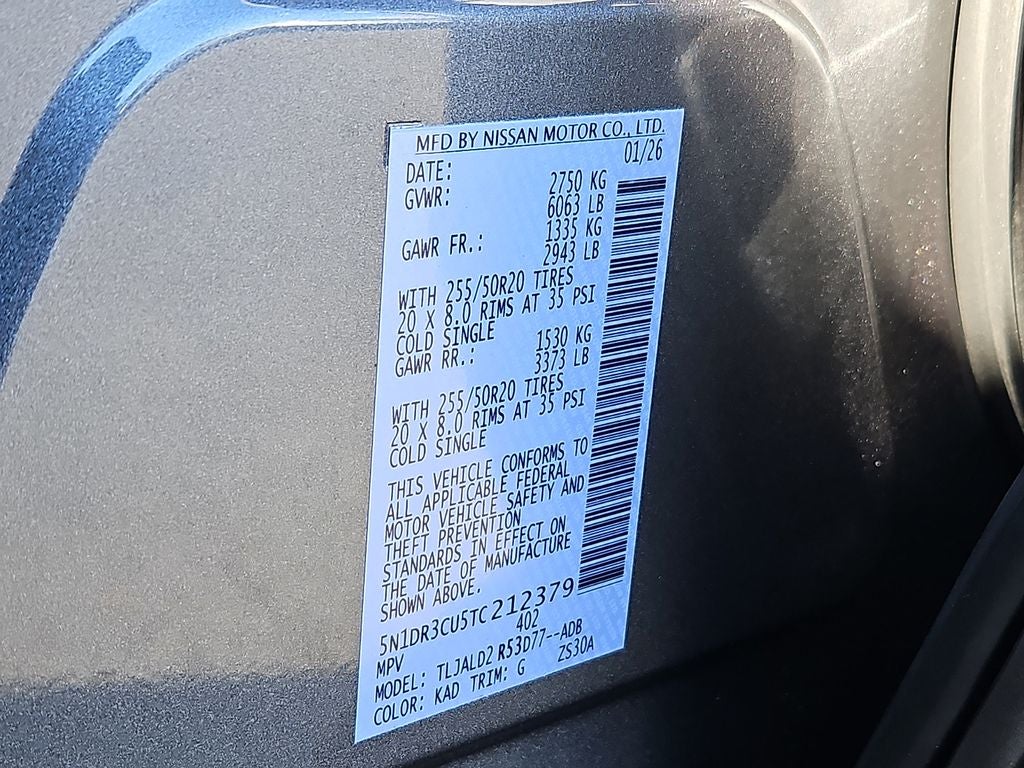 MFD BY NISSAN MOTOR CO., LTD.
DATE: 01/26
GVWR: 2750 KG
6063 LB
GAWR FR.: 1335 KG
2943 LB
WITH 255/50R20 TIRES
20 X 8.0 RIMS AT 35 PSI
COLD SINGLE
GAWR RR.: 1530 KG
3373 LB
WITH 255/50R20 TIRES
20 X 8.0 RIMS AT 35 PSI
COLD SINGLE
THIS VEHICLE CONFORMS TO
ALL APPLICABLE FEDERAL
MOTOR VEHICLE SAFETY AND
THEFT PREVENTION
STANDARDS IN EFFECT ON
THE DATE OF MANUFACTURE
SHOWN ABOVE.
5N1DR3CU5TC212379
MPV 402
MODEL: TLJALD2 R53D77--ADB
COLOR: KAD TRIM: G ZS30A